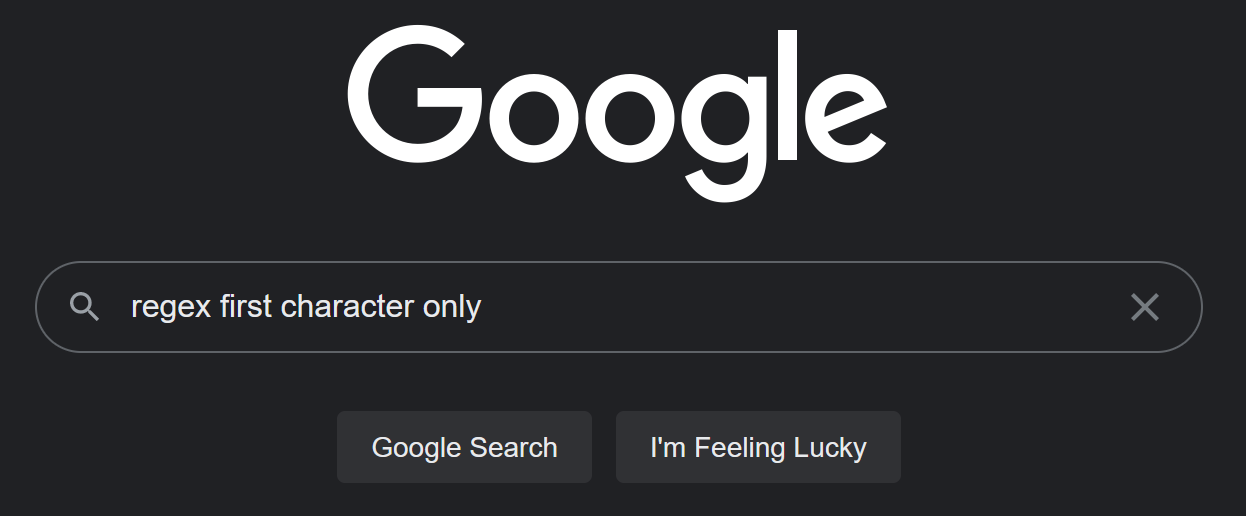 Google
regex first character only
Google Search
I'm Feeling Lucky